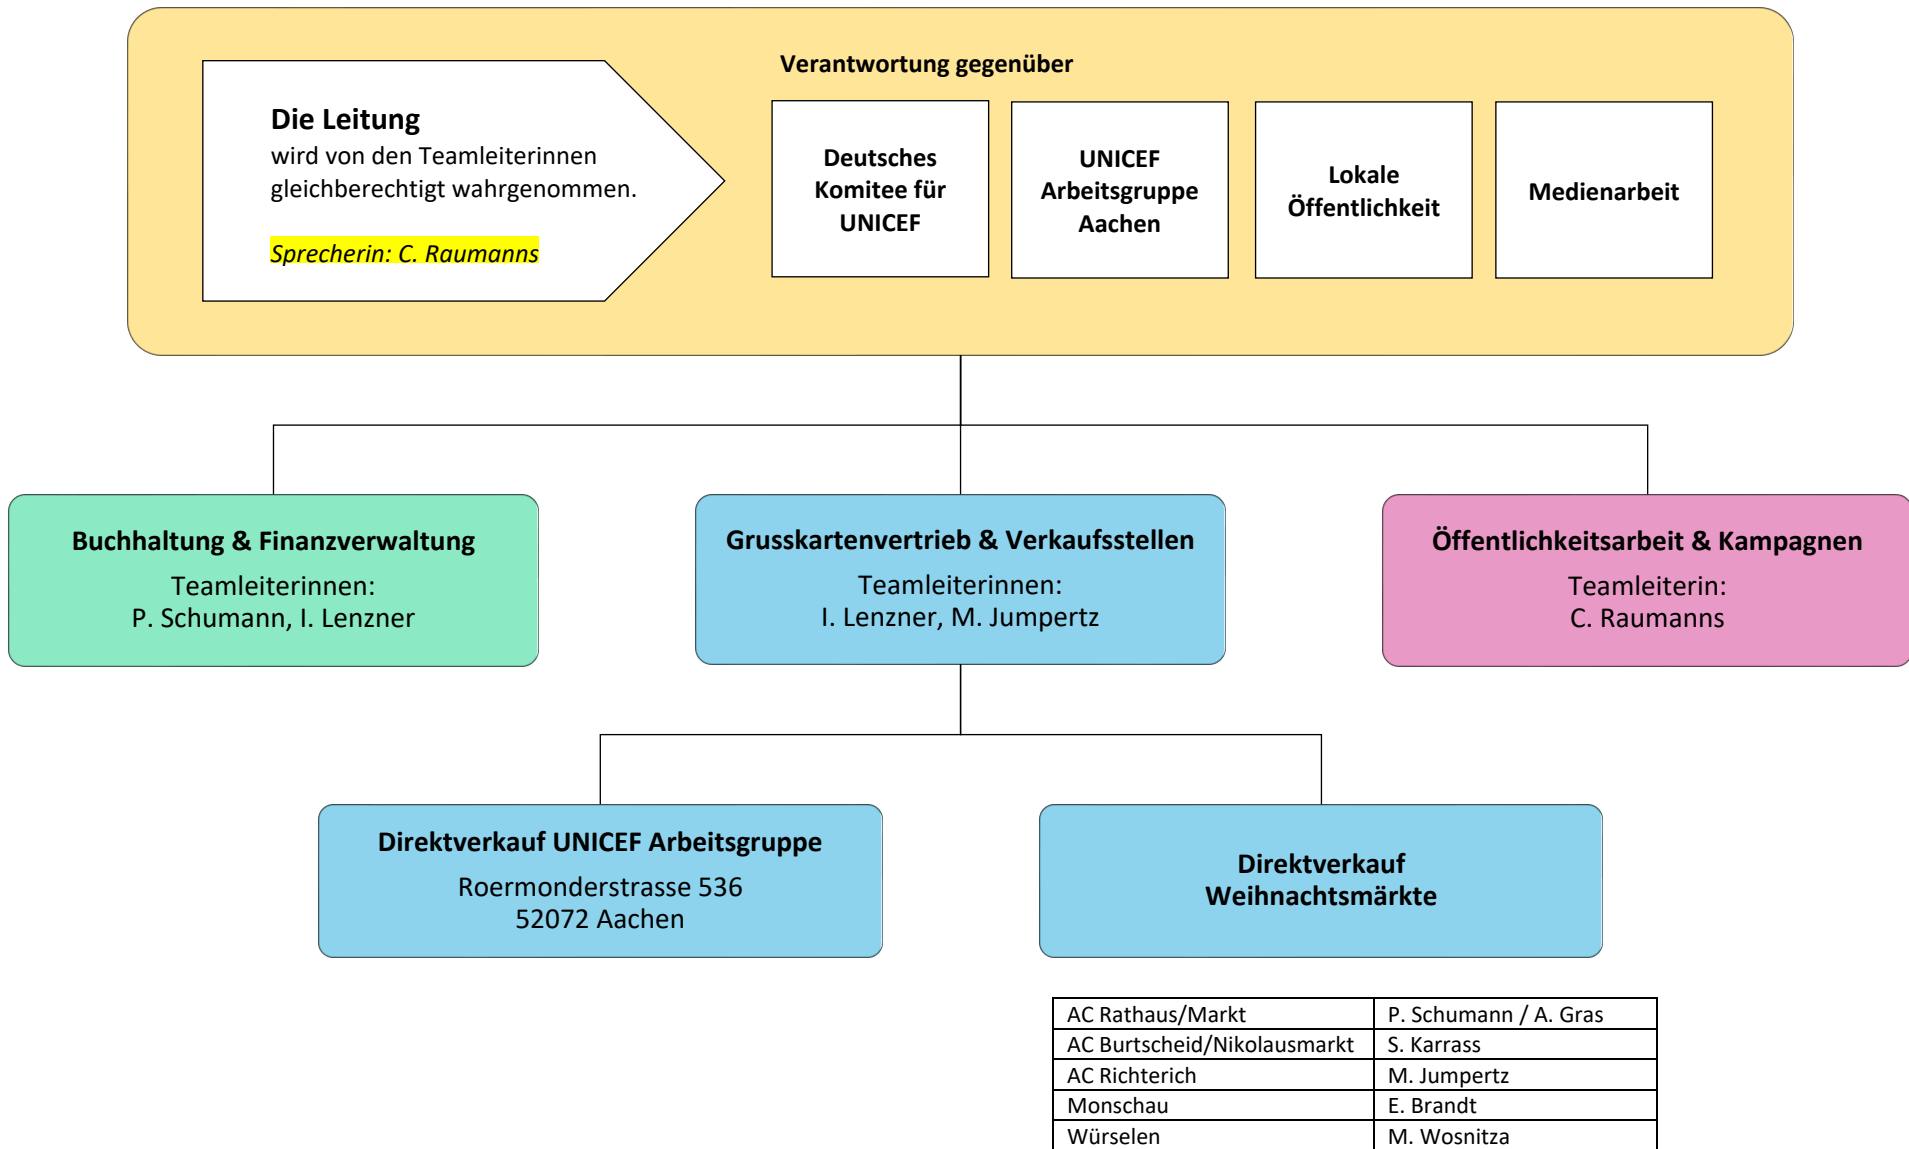 Verantwortung gegenüber
Die Leitung
wird von den Teamleiterinnen
gleichberechtigt wahrgenommen.
Sprecherin: C. Raumanns
Deutsches
Komitee für
UNICEF
UNICEF
Arbeitsgruppe
Aachen
Lokale
Öffentlichkeit
Medienarbeit
Buchhaltung & Finanzverwaltung
Teamleiterinnen:
P. Schumann, I. Lenzner
Grusskartenvertrieb & Verkaufsstellen
Teamleiterinnen:
I. Lenzner, M. Jumpertz
Öffentlichkeitsarbeit & Kampagnen
Teamleiterin:
C. Raumanns
Direktverkauf UNICEF Arbeitsgruppe
Roermonderstrasse 536
52072 Aachen
Direktverkauf
Weihnachtsmärkte
AC Rathaus/Markt P. Schumann / A. Gras
AC Burtscheid/Nikolausmarkt S. Karrass
AC Richterich M. Jumpertz
Monschau E. Brandt
Würselen M. Wosnitza